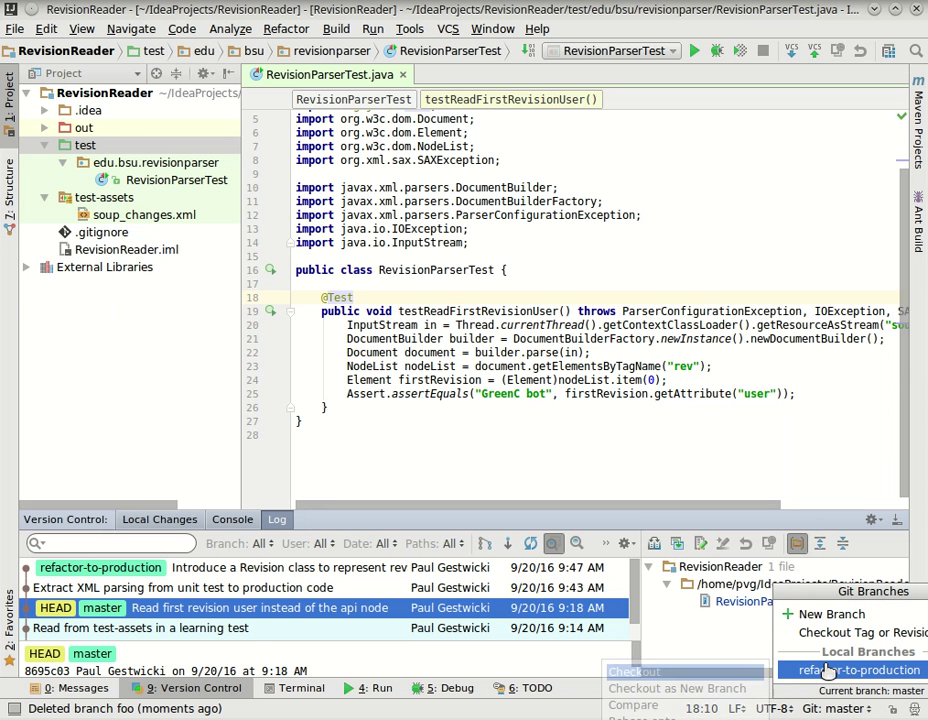 RevisionReader - [~/IdeaProjects/RevisionReader] - [RevisionReader] - ~/IdeaProjects/RevisionReader/test/edu/bsu/revisionparser/RevisionParserTest.java - I...
File Edit View Navigate Code Analyze Refactor Build Run Tools VCS Window Help
RevisionReader test edu bsu revisionparser RevisionParserTest RevisionParserTest VCS VCS
1: Project
7: Structure
2: Favorites
Project
RevisionReader ~/IdeaProjects/
.idea
out
test
edu.bsu.revisionparser
RevisionParserTest
test-assets
soup_changes.xml
.gitignore
RevisionReader.iml
External Libraries
RevisionParserTest.java
RevisionParserTest testReadFirstRevisionUser()
5 import org.w3c.dom.Document;
6 import org.w3c.dom.Element;
7 import org.w3c.dom.NodeList;
8 import org.xml.sax.SAXException;
9
10 import javax.xml.parsers.DocumentBuilder;
11 import javax.xml.parsers.DocumentBuilderFactory;
12 import javax.xml.parsers.ParserConfigurationException;
13 import java.io.IOException;
14 import java.io.InputStream;
15
16 public class RevisionParserTest {
17
18 @Test
19 public void testReadFirstRevisionUser() throws ParserConfigurationException, IOException, SA
20 InputStream in = Thread.currentThread().getContextClassLoader().getResourceAsStream("sou
21 DocumentBuilder builder = DocumentBuilderFactory.newInstance().newDocumentBuilder();
22 Document document = builder.parse(in);
23 NodeList nodeList = document.getElementsByTagName("rev");
24 Element firstRevision = (Element)nodeList.item(0);
25 Assert.assertEquals("GreenC bot", firstRevision.getAttribute("user"));
26 }
27 }
28
Maven Projects
Ant Build
Version Control: Local Changes Console Log
Branch: All User: All Date: All Paths: All
refactor-to-production Introduce a Revision class to represent rev Paul Gestwicki 9/20/16 9:47 AM
Extract XML parsing from unit test to production code Paul Gestwicki 9/20/16 9:43 AM
HEAD master Read first revision user instead of the api node Paul Gestwicki 9/20/16 9:18 AM
Read from test-assets in a learning test Paul Gestwicki 9/20/16 9:14 AM
HEAD master
8695c03 Paul Gestwicki on 9/20/16 at 9:18 AM
RevisionReader 1 file
/home/pvg/IdeaProjects/RevisionReade
RevisionPa
Git Branches
New Branch
Checkout Tag or Revisio
Local Branches
refactor-to-production
Current branch: master
Checkout
Checkout as New Branch
Compare
0: Messages 9: Version Control Terminal 4: Run 5: Debug 6: TODO
Deleted branch foo (moments ago) 18:10 LF UTF-8 Git: master